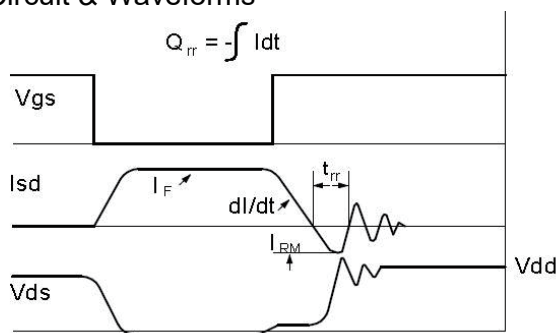 Circuit & Waveforms
Q rr = -∫ Idt
Vgs
Isd
I F
dI/dt
t rr
I RM
Vdd
Vds